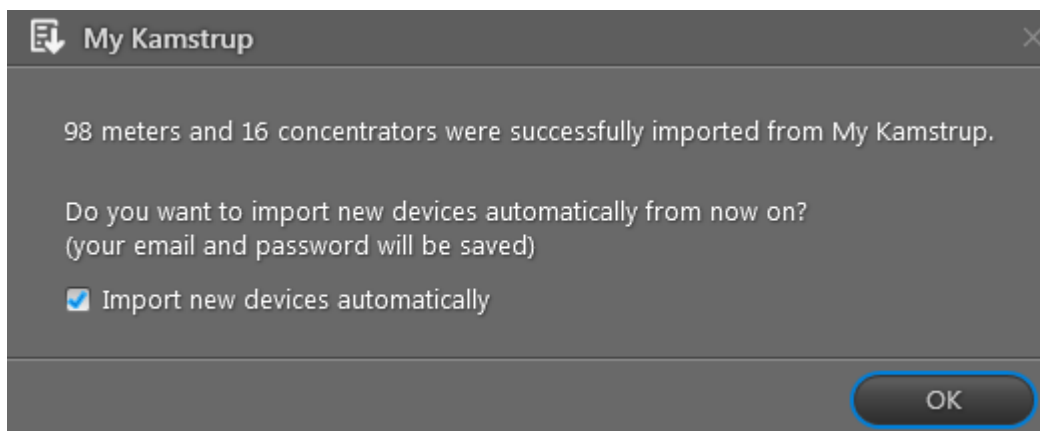 My Kamstrup
98 meters and 16 concentrators were successfully imported from My Kamstrup.
Do you want to import new devices automatically from now on?
(your email and password will be saved)
Import new devices automatically
OK